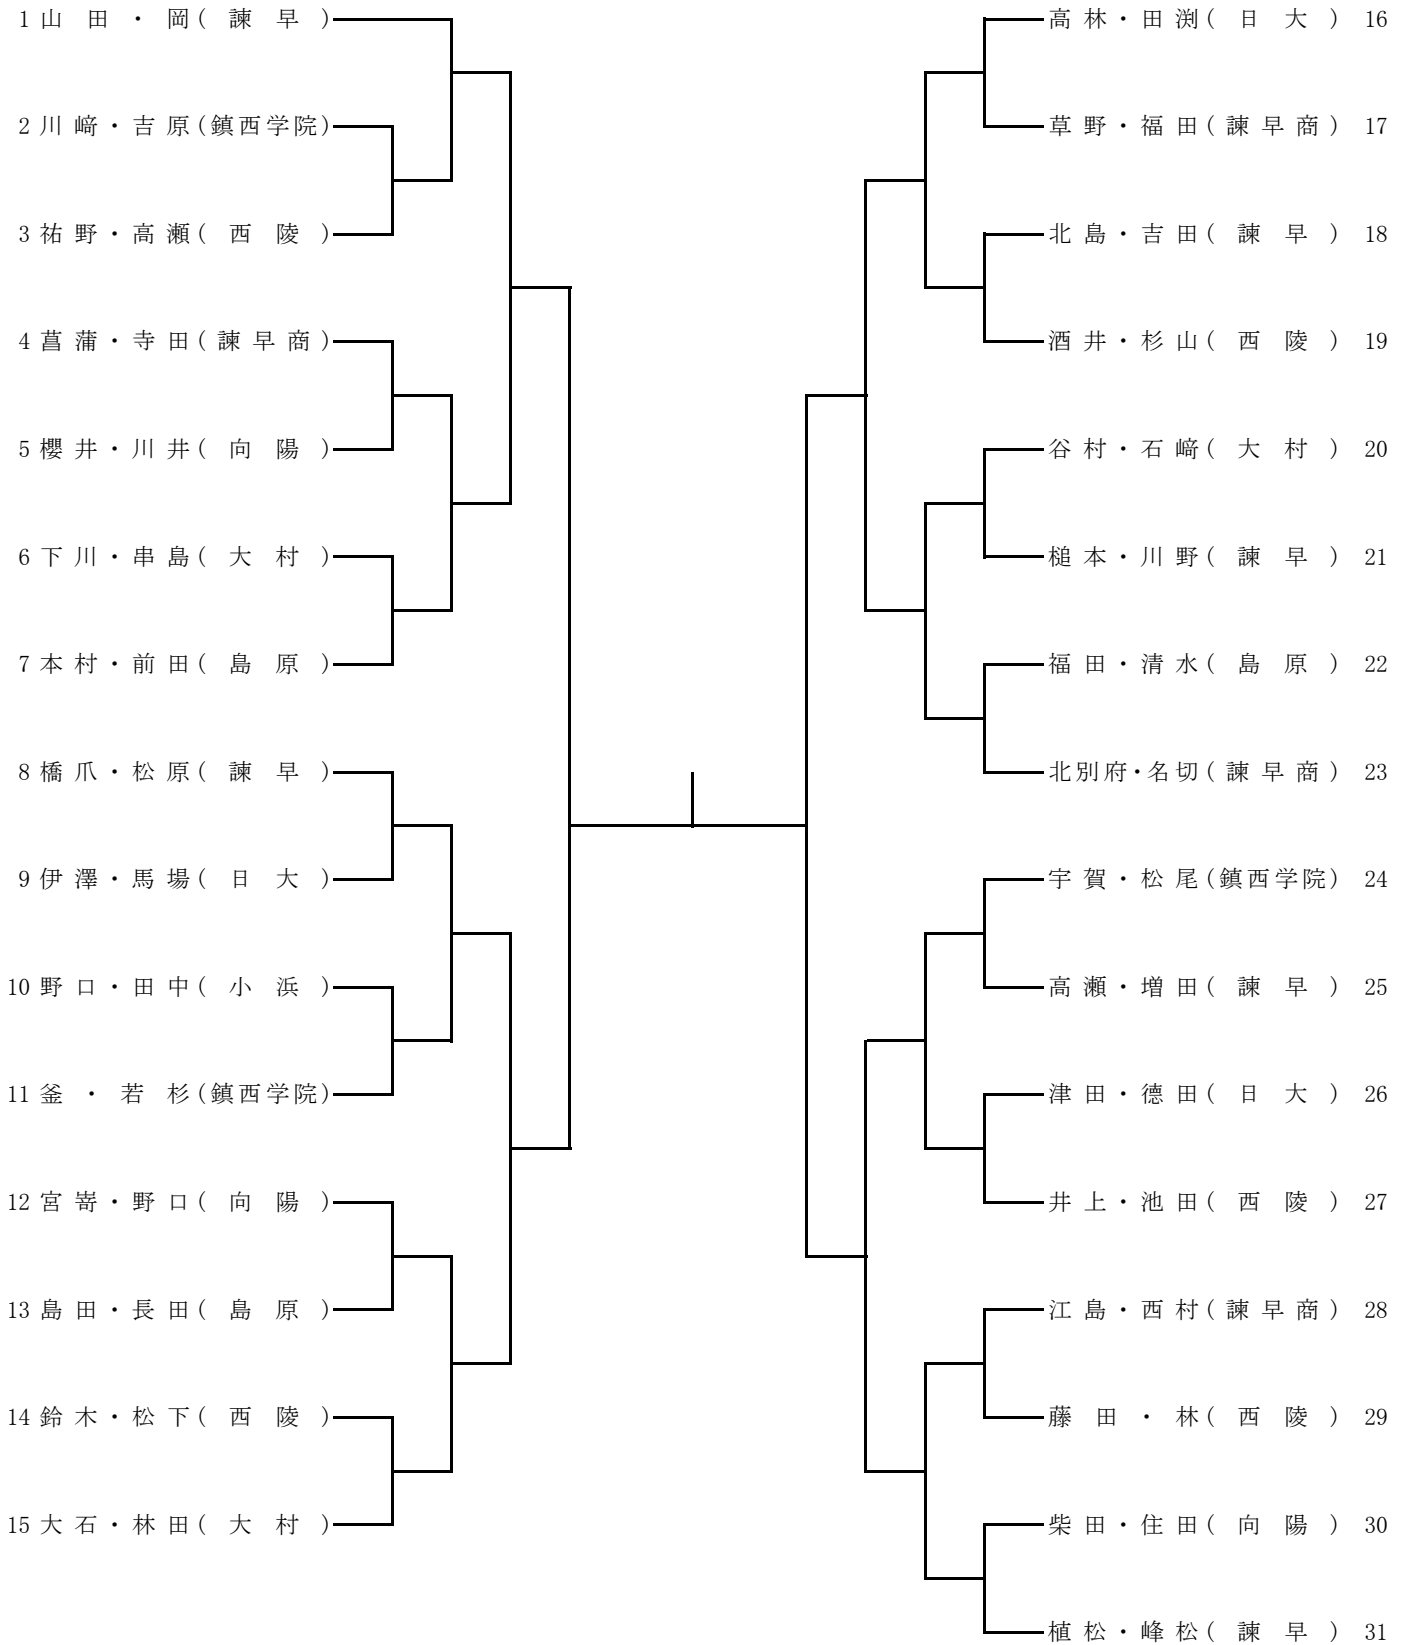 1 山田・岡(諫早)
2 川﨑・吉原(鎮西学院)
3 祐野・高瀬(西陵)
4 菖蒲・寺田(諫早商)
5 櫻井・川井(向陽)
6 下川・串島(大村)
7 本村・前田(島原)
8 橋爪・松原(諫早)
9 伊澤・馬場(日大)
10 野口・田中(小浜)
11 釜・若杉(鎮西学院)
12 宮嵜・野口(向陽)
13 島田・長田(島原)
14 鈴木・松下(西陵)
15 大石・林田(大村)
高林・田渕(日大) 16
草野・福田(諫早商) 17
北島・吉田(諫早) 18
酒井・杉山(西陵) 19
谷村・石﨑(大村) 20
槌本・川野(諫早) 21
福田・清水(島原) 22
北別府・名切(諫早商) 23
宇賀・松尾(鎮西学院) 24
高瀬・増田(諫早) 25
津田・德田(日大) 26
井上・池田(西陵) 27
江島・西村(諫早商) 28
藤田・林(西陵) 29
柴田・住田(向陽) 30
植松・峰松(諫早) 31